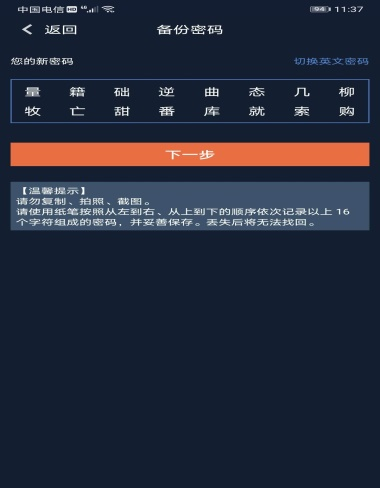 中国电信 HD 4G 94 11:37
返回 备份密码
您的新密码 切换英文密码
量 籍 础 逆 曲 态 几 柳
牧 亡 甜 番 库 就 索 购
下一步
【温馨提示】
请勿复制、拍照、截图。
请使用纸笔按照从左到右、从上到下的顺序依次记录以上 16
个字符组成的密码，并妥善保存。丢失后将无法找回。